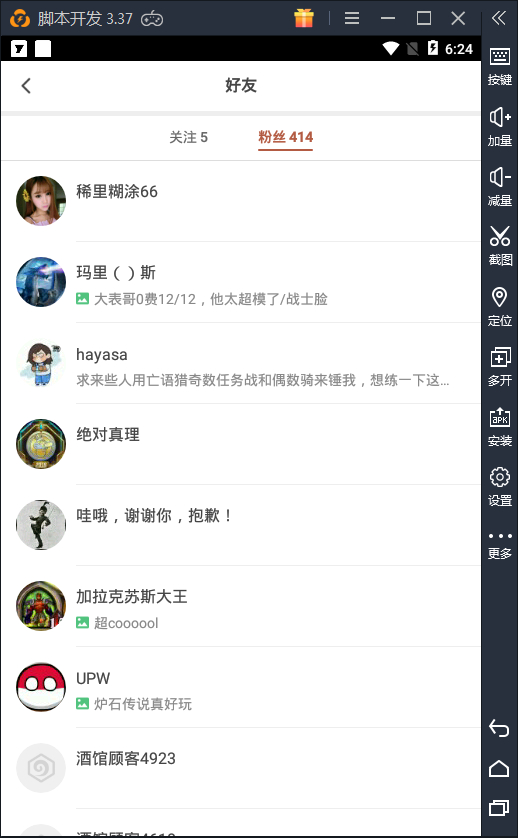 脚本开发 3.37
6:24
好友
关注 5
粉丝 414
稀里糊涂66
玛里（ ）斯
大表哥0费12/12，他太超模了/战士脸
hayasa
求来些人用亡语猎奇数任务战和偶数骑来锤我，想练一下这...
绝对真理
哇哦，谢谢你，抱歉！
加拉克苏斯大王
超coooool
UPW
炉石传说真好玩
酒馆顾客4923
按键
加量
减量
截图
定位
多开
APK
安装
设置
更多